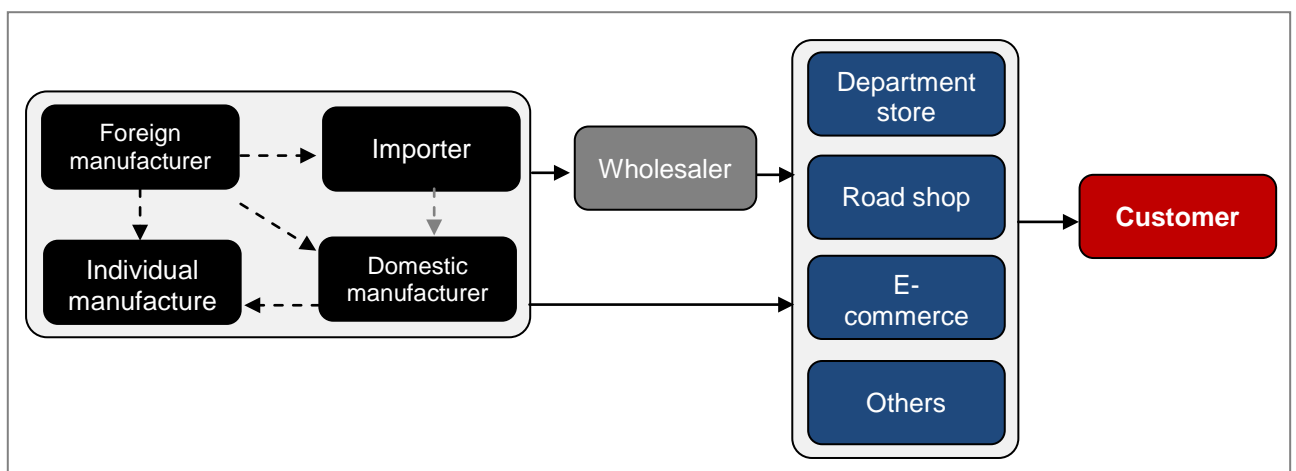 Foreign
manufacturer
Importer
Individual
manufacture
Domestic
manufacturer
Wholesaler
Department
store
Road shop
E-
commerce
Others
Customer